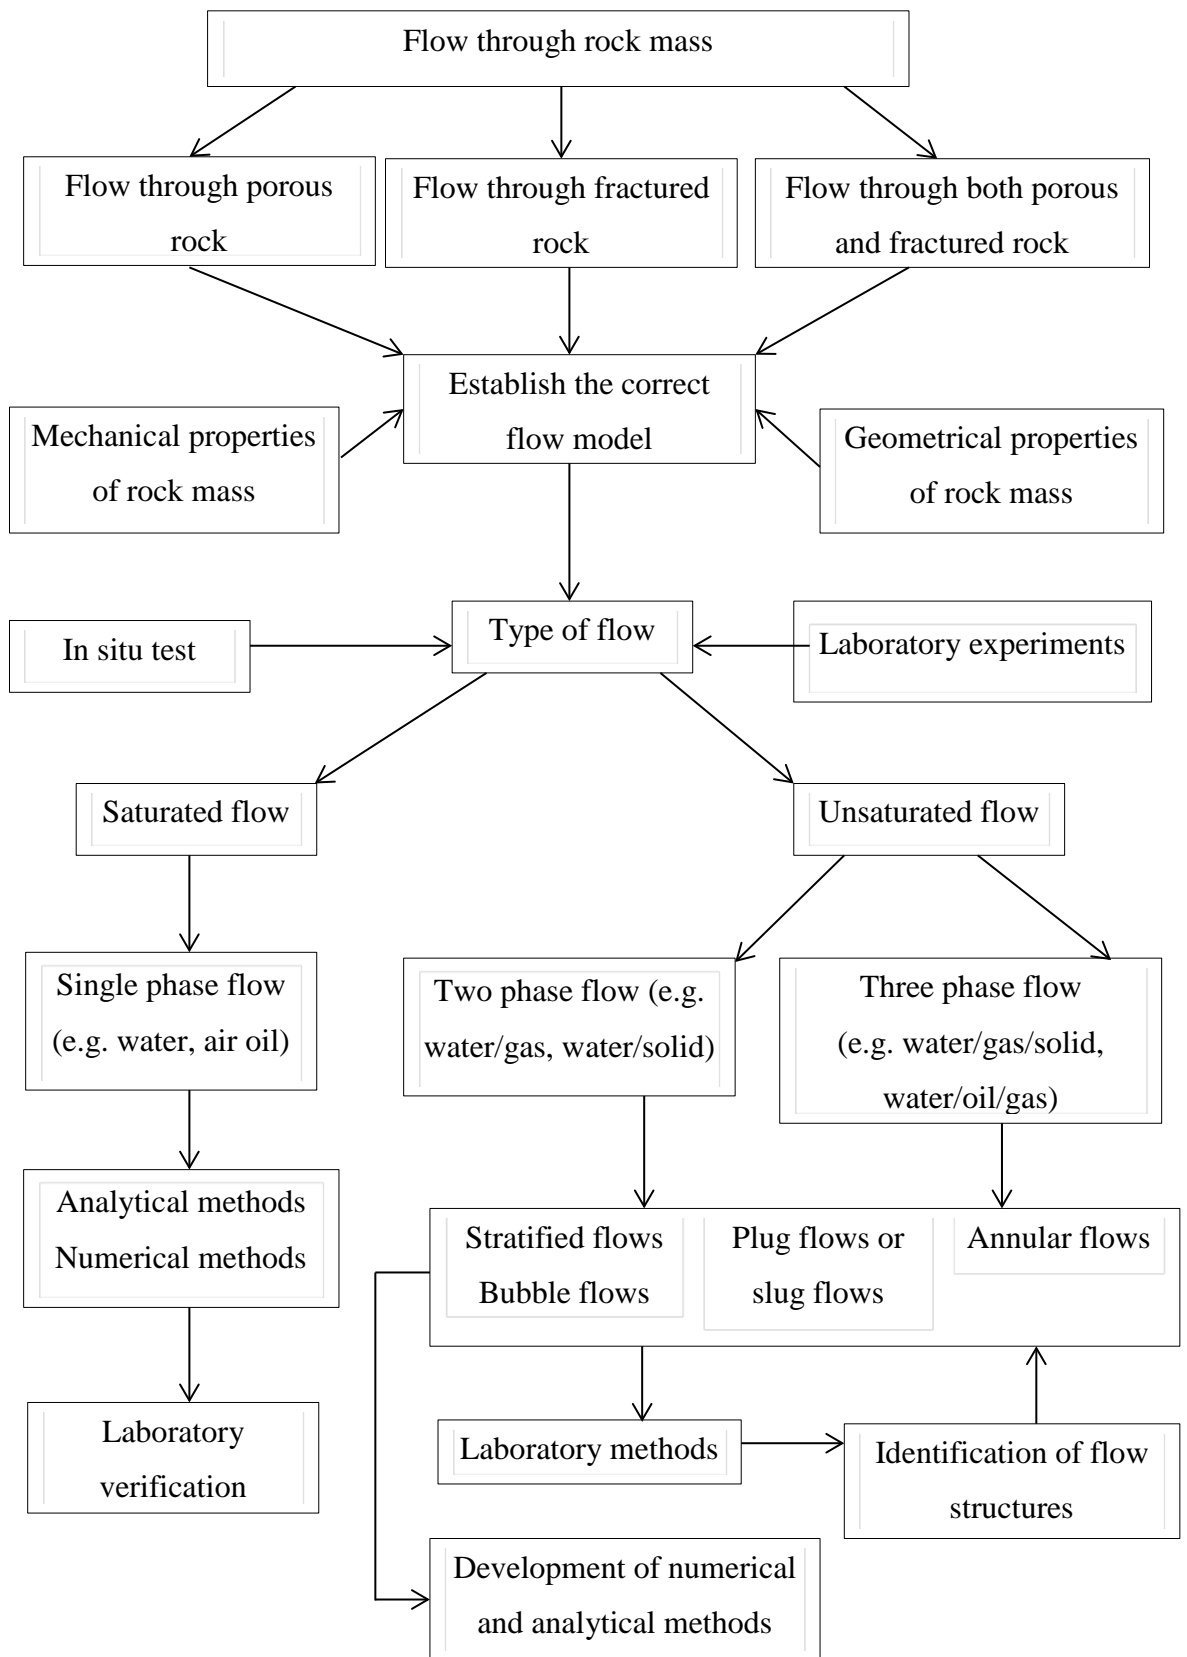 Flow through rock mass
Flow through porous
rock
Flow through fractured
rock
Flow through both porous
and fractured rock
Establish the correct
flow model
Mechanical properties
of rock mass
Geometrical properties
of rock mass
In situ test
Type of flow
Laboratory experiments
Saturated flow
Unsaturated flow
Single phase flow
(e.g. water, air oil)
Two phase flow (e.g.
water/gas, water/solid)
Three phase flow
(e.g. water/gas/solid,
water/oil/gas)
Analytical methods
Numerical methods
Stratified flows
Bubble flows
Plug flows or
slug flows
Annular flows
Laboratory
verification
Laboratory methods
Identification of flow
structures
Development of numerical
and analytical methods